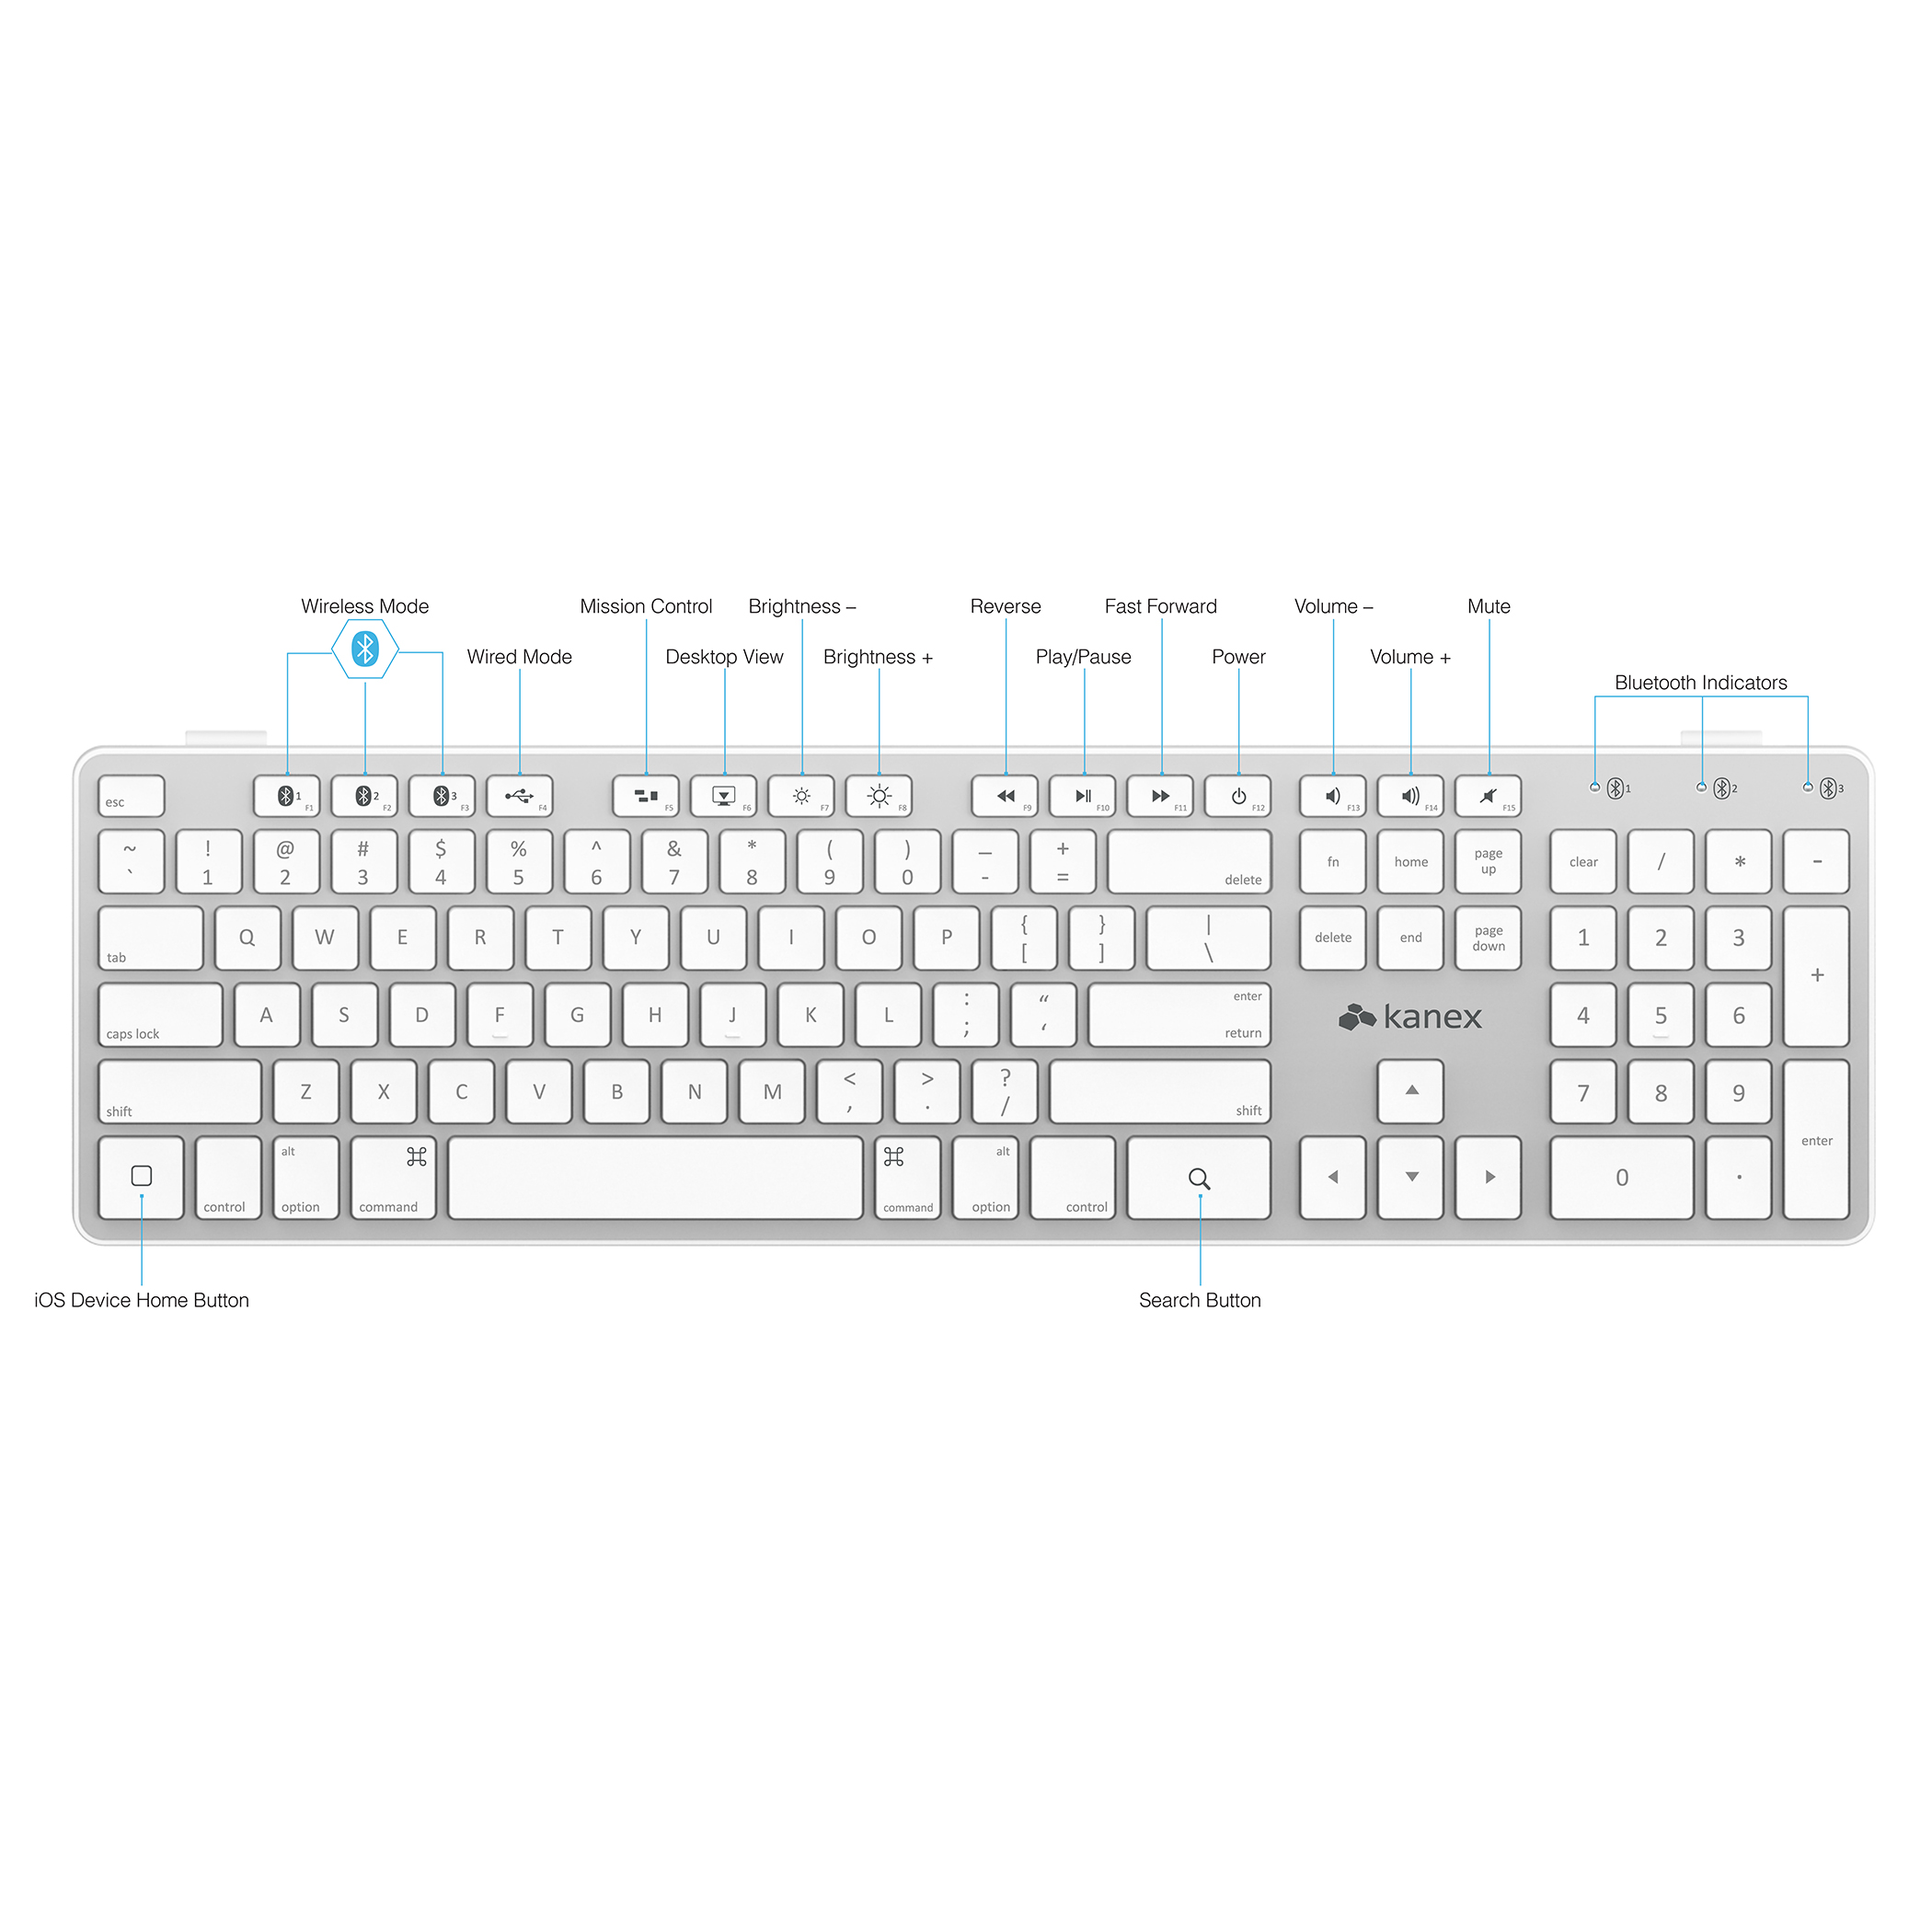 Wireless Mode
Mission Control
Brightness –
Reverse
Fast Forward
Volume –
Mute
Wired Mode
Desktop View
Brightness +
Play/Pause
Power
Volume +
Bluetooth Indicators
esc
1 F1
2 F2
3 F3
F4
F5
F6
F7
F8
F9
F10
F11
F12
F13
F14
F15
1
2
3
~ `
! 1
@ 2
# 3
$ 4
% 5
^ 6
& 7
* 8
( 9
) 0
— -
+ =
delete
fn
home
page
up
clear
/
*
-
tab
Q
W
E
R
T
Y
U
I
O
P
{ [
} ]
| \
delete
end
page
down
1
2
3
+
caps lock
A
S
D
F
G
H
J
K
L
: ;
“ ‘
enter
return
kanex
4
5
6
shift
Z
X
C
V
B
N
M
< ,
> .
? /
shift
7
8
9
enter
control
alt
option
⌘
command
⌘
command
alt
option
control
0
.
iOS Device Home Button
Search Button